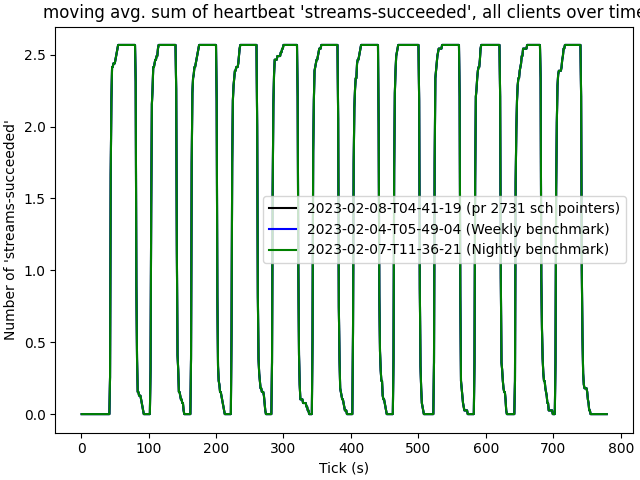 moving avg. sum of heartbeat 'streams-succeeded', all clients over time
2.5
2.0
1.5
1.0
0.5
0.0
Number of 'streams-succeeded'
2023-02-08-T04-41-19 (pr 2731 sch pointers)
2023-02-04-T05-49-04 (Weekly benchmark)
2023-02-07-T11-36-21 (Nightly benchmark)
0 100 200 300 400 500 600 700 800
Tick (s)